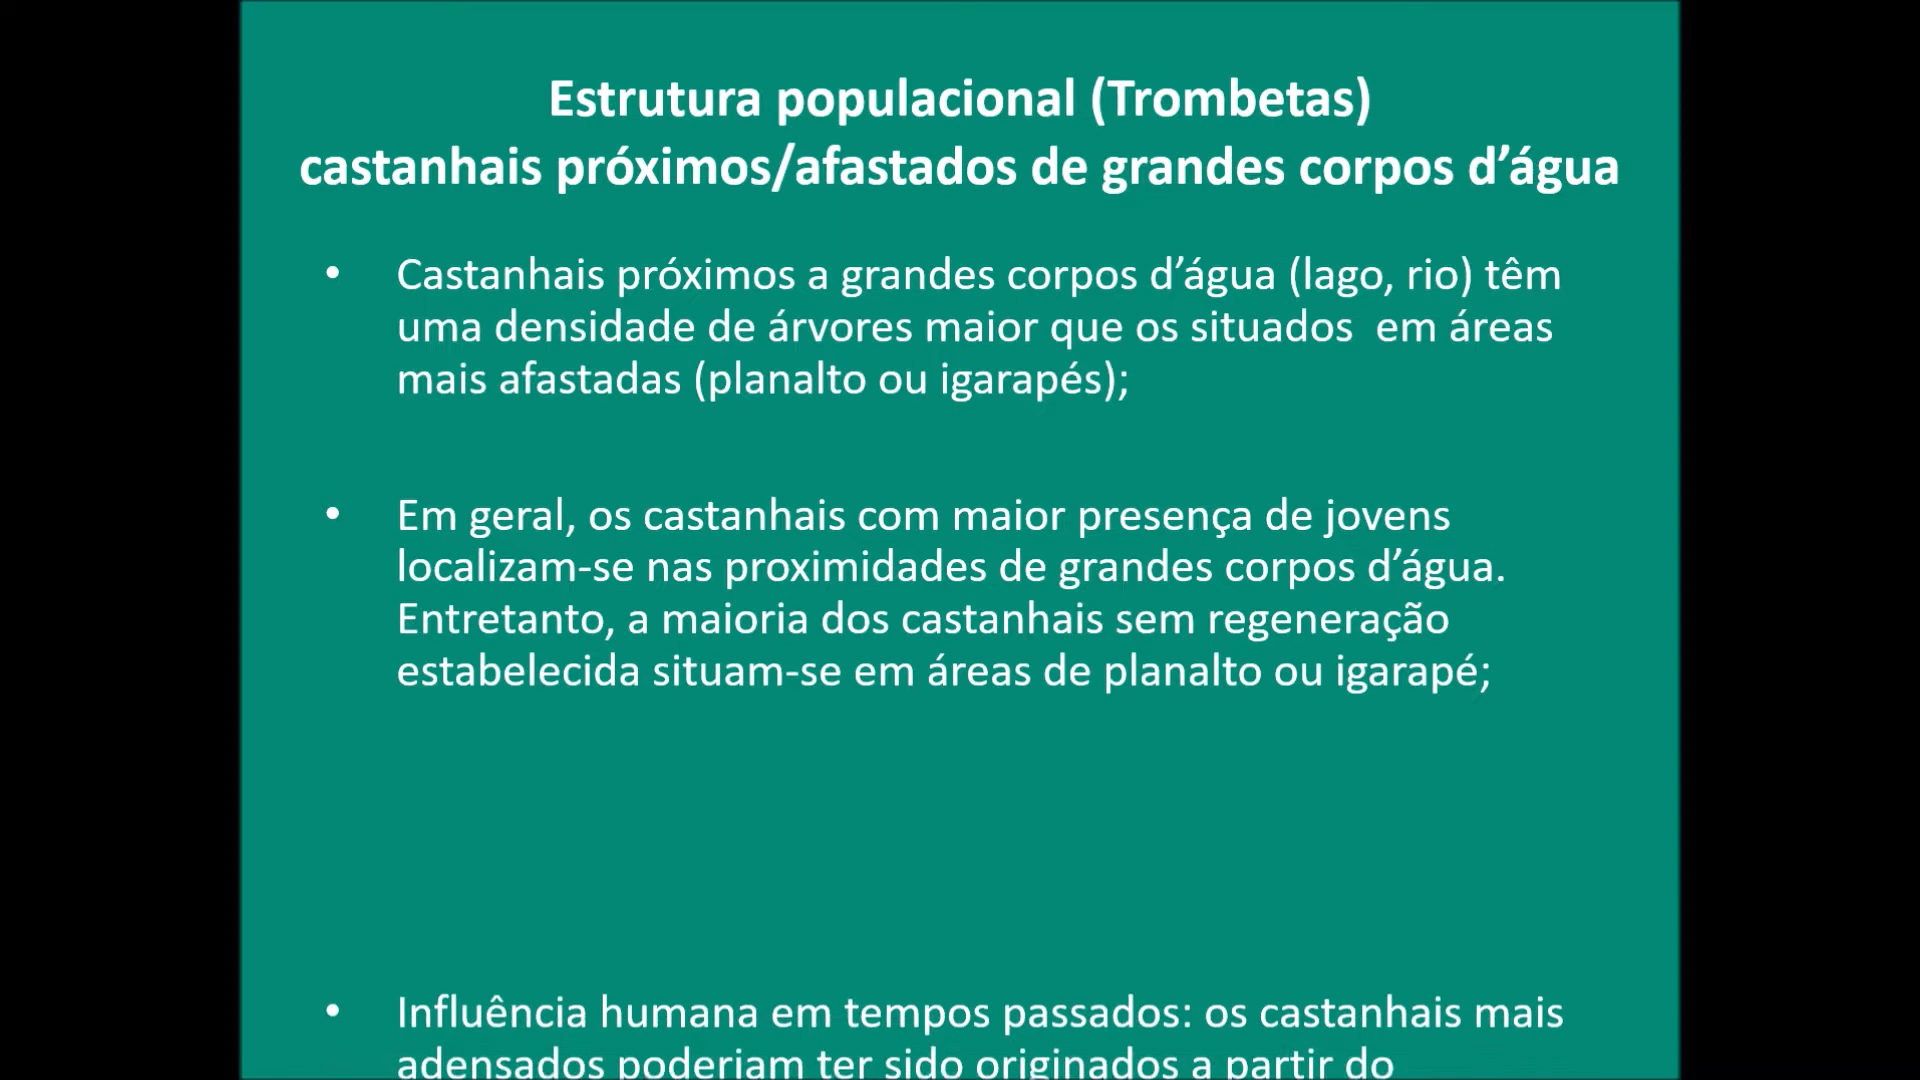 Estrutura populacional (Trombetas)
castanhais próximos/afastados de grandes corpos d’água
• Castanhais próximos a grandes corpos d’água (lago, rio) têm
uma densidade de árvores maior que os situados em áreas
mais afastadas (planalto ou igarapés);
• Em geral, os castanhais com maior presença de jovens
localizam-se nas proximidades de grandes corpos d’água.
Entretanto, a maioria dos castanhais sem regeneração
estabelecida situam-se em áreas de planalto ou igarapé;
• Influência humana em tempos passados: os castanhais mais
adensados poderiam ter sido originados a partir do